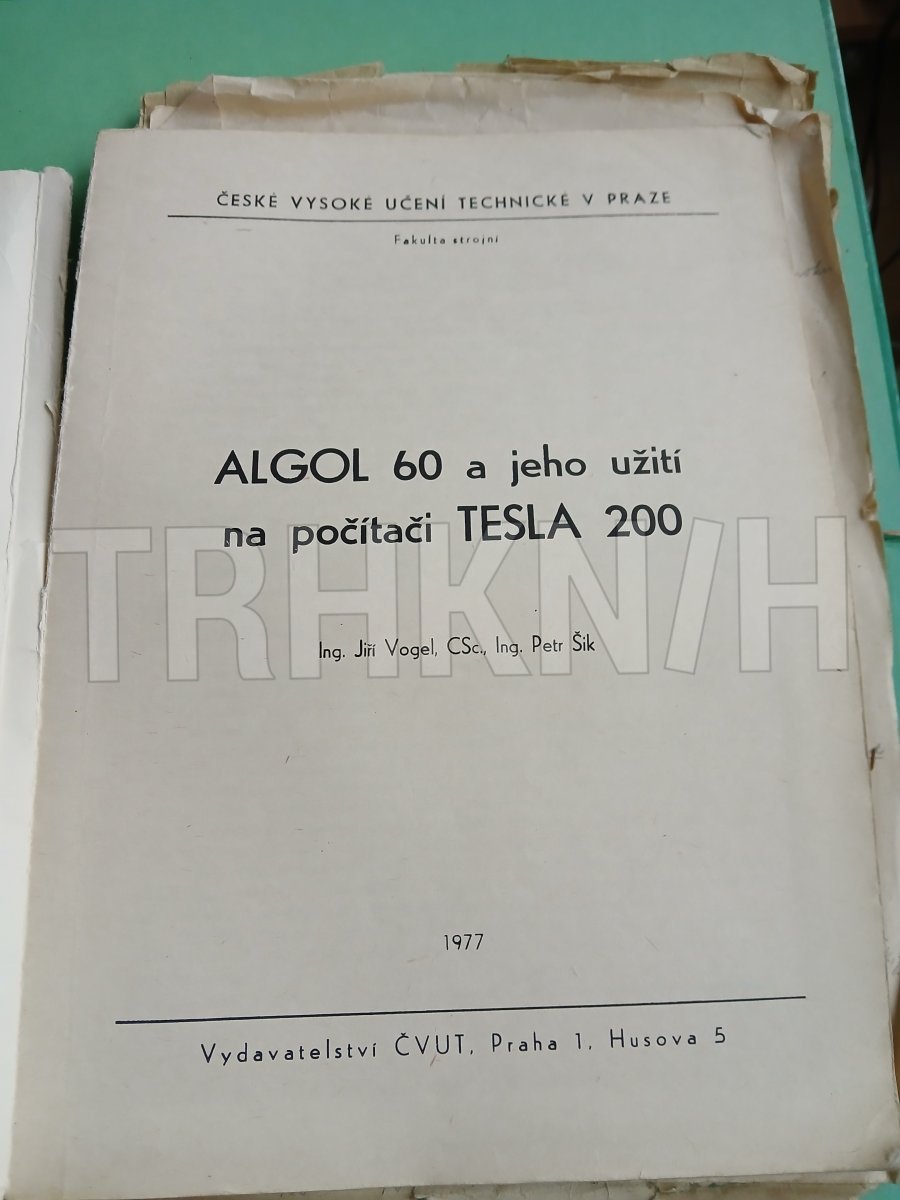 ČESKÉ VYSOKÉ UČENÍ TECHNICKÉ V PRAZE
Fakulta strojní
ALGOL 60 a jeho užití
na počítači TESLA 200
TRHKNIH
Ing. Jiří Vogel, CSc., Ing. Petr Šik
1977
Vydavatelství ČVUT, Praha 1, Husova 5